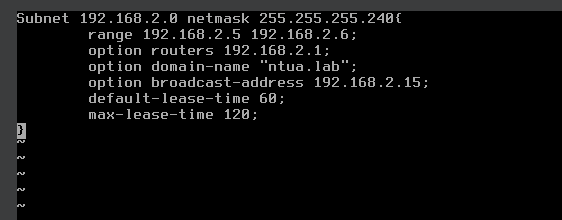 Subnet 192.168.2.0 netmask 255.255.255.240{
        range 192.168.2.5 192.168.2.6;
        option routers 192.168.2.1;
        option domain-name "ntua.lab";
        option broadcast-address 192.168.2.15;
        default-lease-time 60;
        max-lease-time 120;
}
~
~
~
~
~